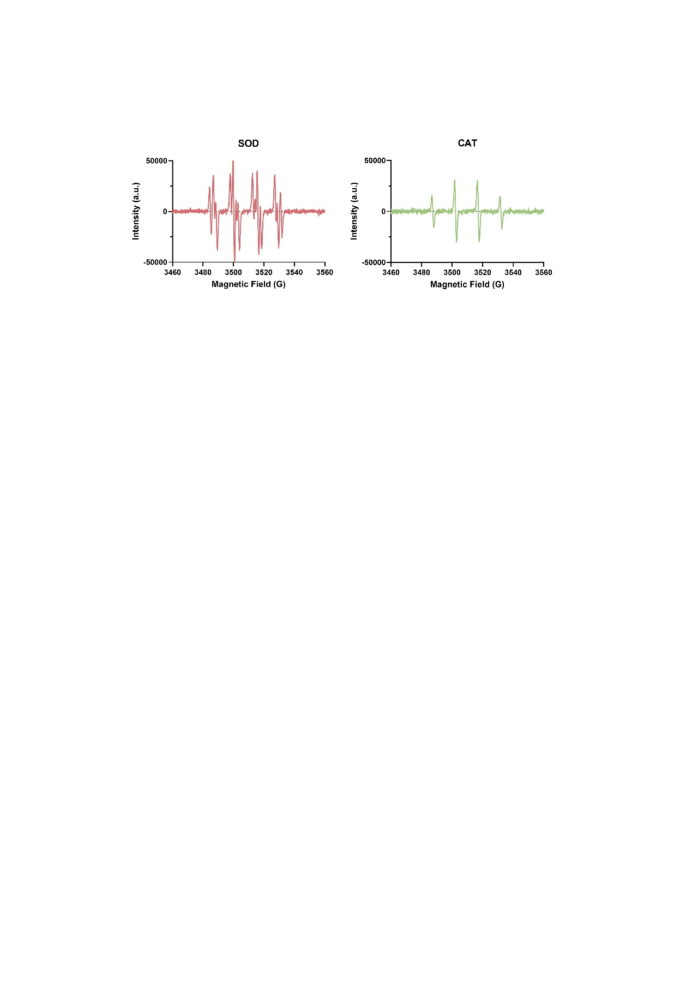 SOD
50000
0
-50000
Intensity (a.u.)
3460 3480 3500 3520 3540 3560
Magnetic Field (G)
CAT
50000
0
-50000
Intensity (a.u.)
3460 3480 3500 3520 3540 3560
Magnetic Field (G)